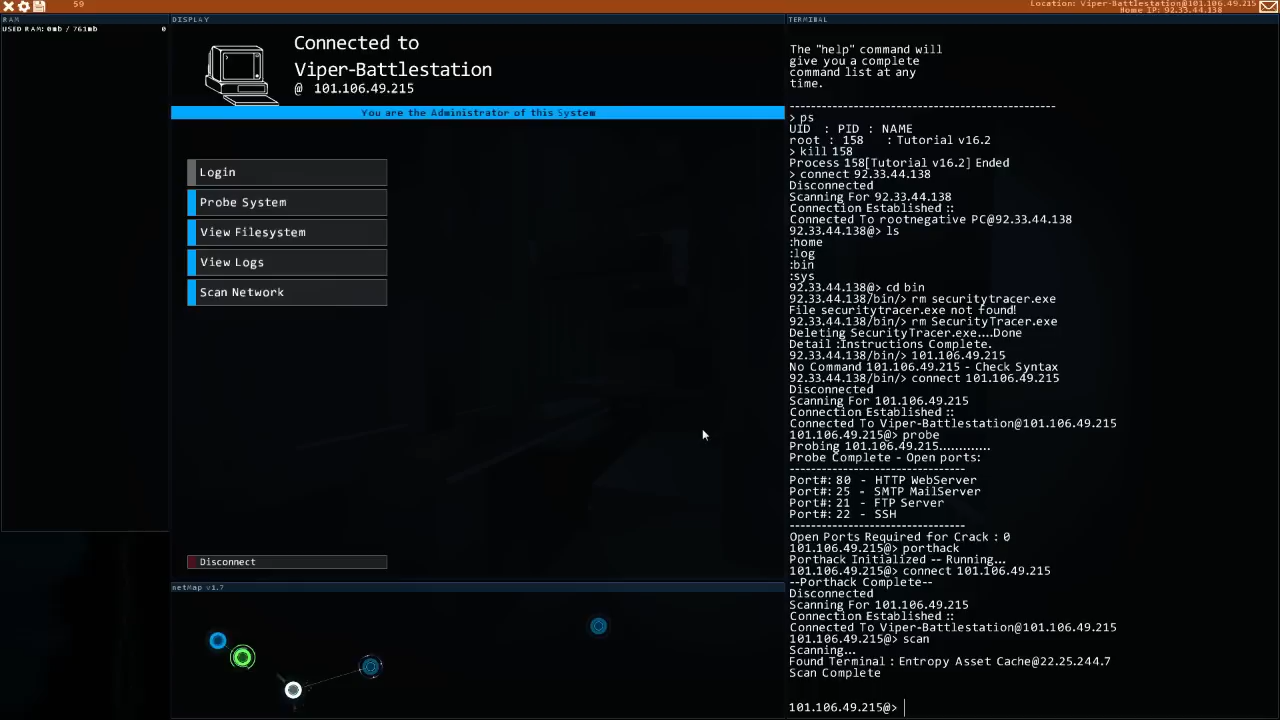 59
Location: Viper-Battlestation@101.106.49.215
Home IP: 92.33.44.138
RAM
USED RAM: 0mb / 761mb
0
DISPLAY
Connected to
Viper-Battlestation
@ 101.106.49.215
You are the Administrator of this System
Login
Probe System
View Filesystem
View Logs
Scan Network
Disconnect
netMap v1.7
TERMINAL
The "help" command will
give you a complete
command list at any
time.
--------------------------------------------------
> ps
UID : PID : NAME
root : 158 : Tutorial v16.2
> kill 158
Process 158[Tutorial v16.2] Ended
> connect 92.33.44.138
Disconnected
Scanning For 92.33.44.138
Connection Established ::
Connected To rootnegative PC@92.33.44.138
92.33.44.138@> ls
:home
:log
:bin
:sys
92.33.44.138@> cd bin
92.33.44.138/bin/> rm securitytracer.exe
File securitytracer.exe not found!
92.33.44.138/bin/> rm SecurityTracer.exe
Deleting SecurityTracer.exe....Done
Detail :Instructions Complete.
92.33.44.138/bin/> 101.106.49.215
No Command 101.106.49.215 - Check Syntax
92.33.44.138/bin/> connect 101.106.49.215
Disconnected
Scanning For 101.106.49.215
Connection Established ::
Connected To Viper-Battlestation@101.106.49.215
101.106.49.215@> probe
Probing 101.106.49.215.............
Probe Complete - Open ports:
---------------------------------
Port#: 80 - HTTP WebServer
Port#: 25 - SMTP MailServer
Port#: 21 - FTP Server
Port#: 22 - SSH
---------------------------------
Open Ports Required for Crack : 0
101.106.49.215@> porthack
Porthack Initialized -- Running...
101.106.49.215@> connect 101.106.49.215
--Porthack Complete--
Disconnected
Scanning For 101.106.49.215
Connection Established ::
Connected To Viper-Battlestation@101.106.49.215
101.106.49.215@> scan
Scanning...
Found Terminal : Entropy Asset Cache@22.25.244.7
Scan Complete
101.106.49.215@>